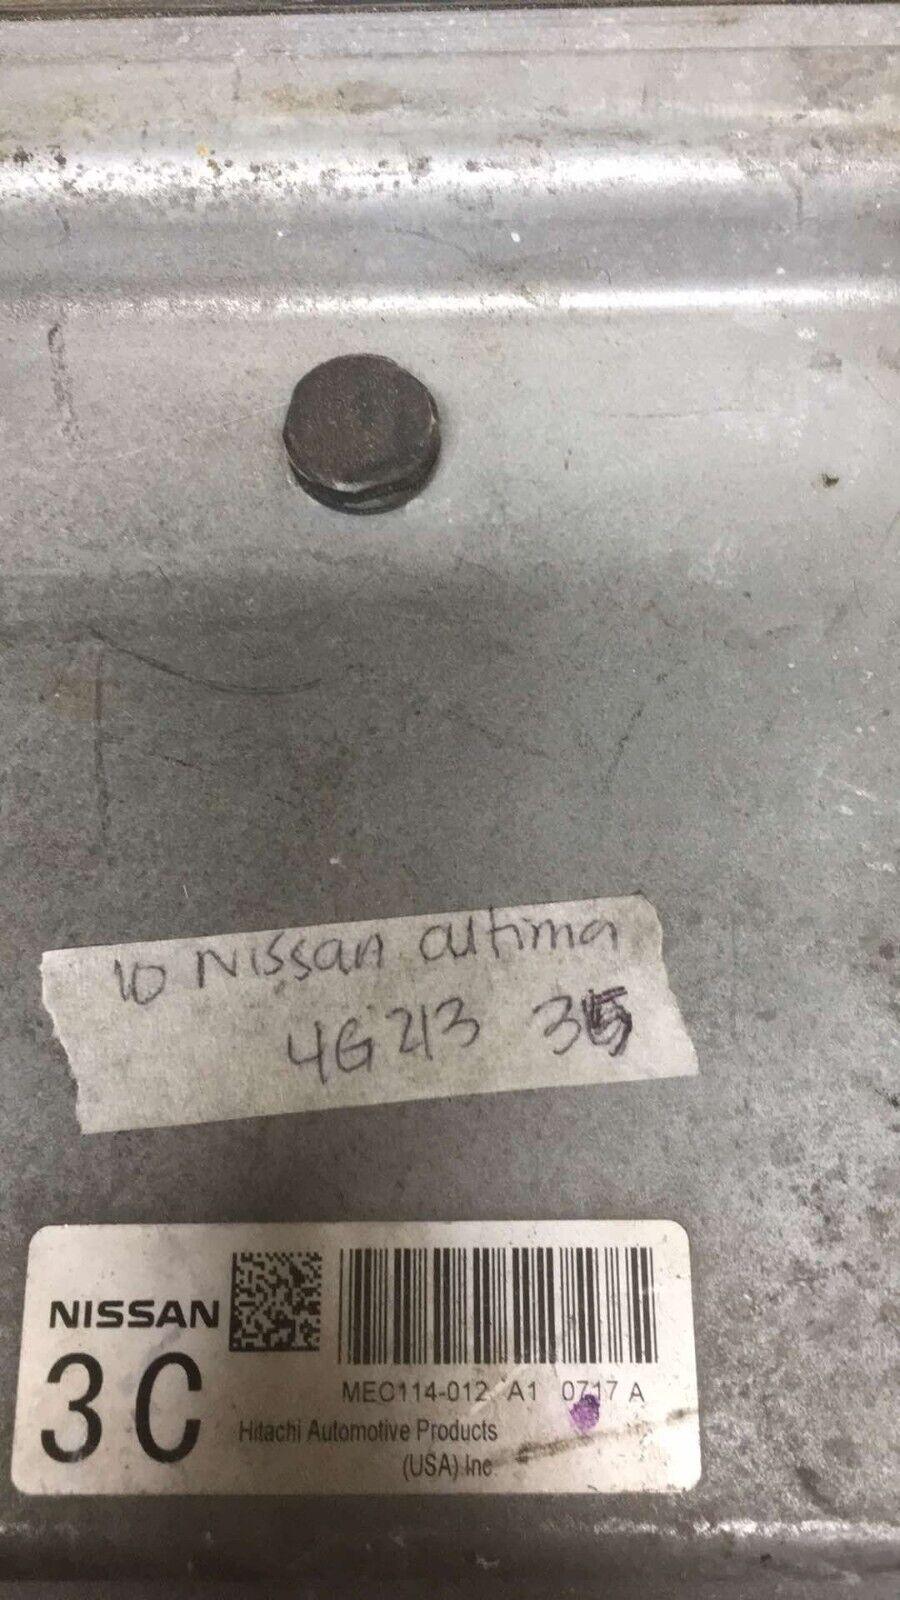 10 Nissan altima
4G213 35
NISSAN
3C
MEC114-012 A1 0717 A
Hitachi Automotive Products
(USA) Inc.